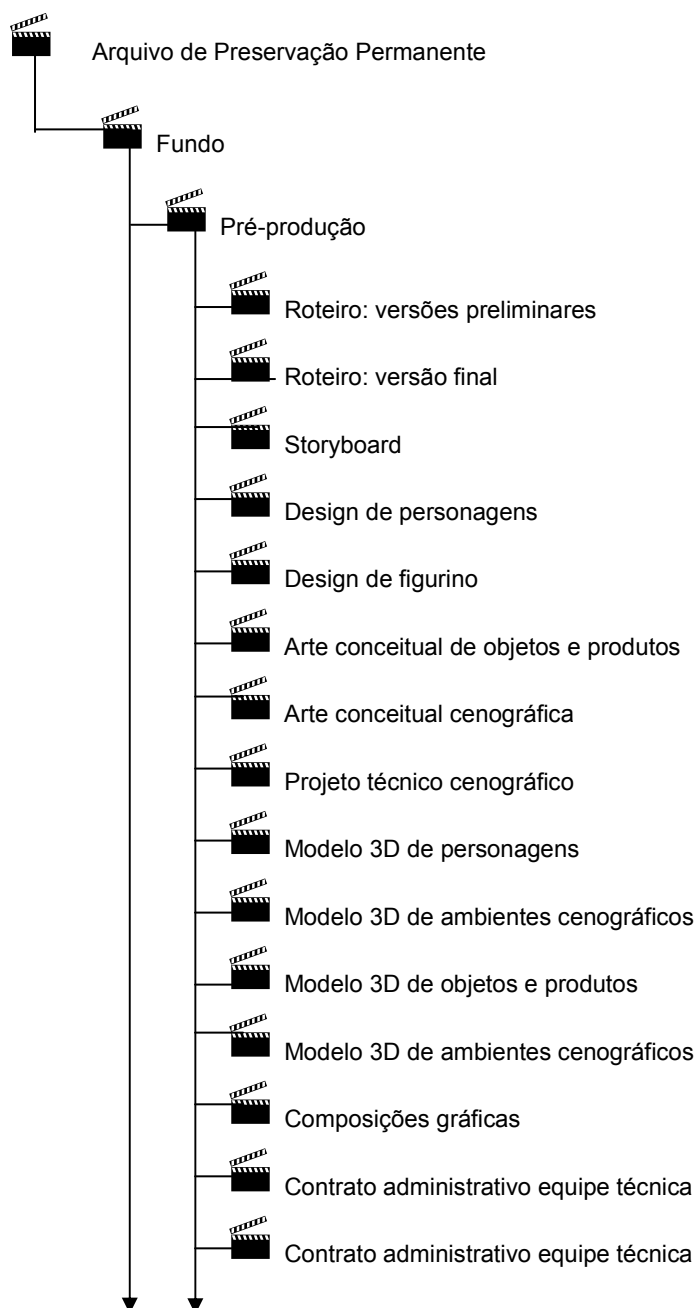 Arquivo de Preservação Permanente
Fundo
Pré-produção
Roteiro: versões preliminares
Roteiro: versão final
Storyboard
Design de personagens
Design de figurino
Arte conceitual de objetos e produtos
Arte conceitual cenográfica
Projeto técnico cenográfico
Modelo 3D de personagens
Modelo 3D de ambientes cenográficos
Modelo 3D de objetos e produtos
Modelo 3D de ambientes cenográficos
Composições gráficas
Contrato administrativo equipe técnica
Contrato administrativo equipe técnica